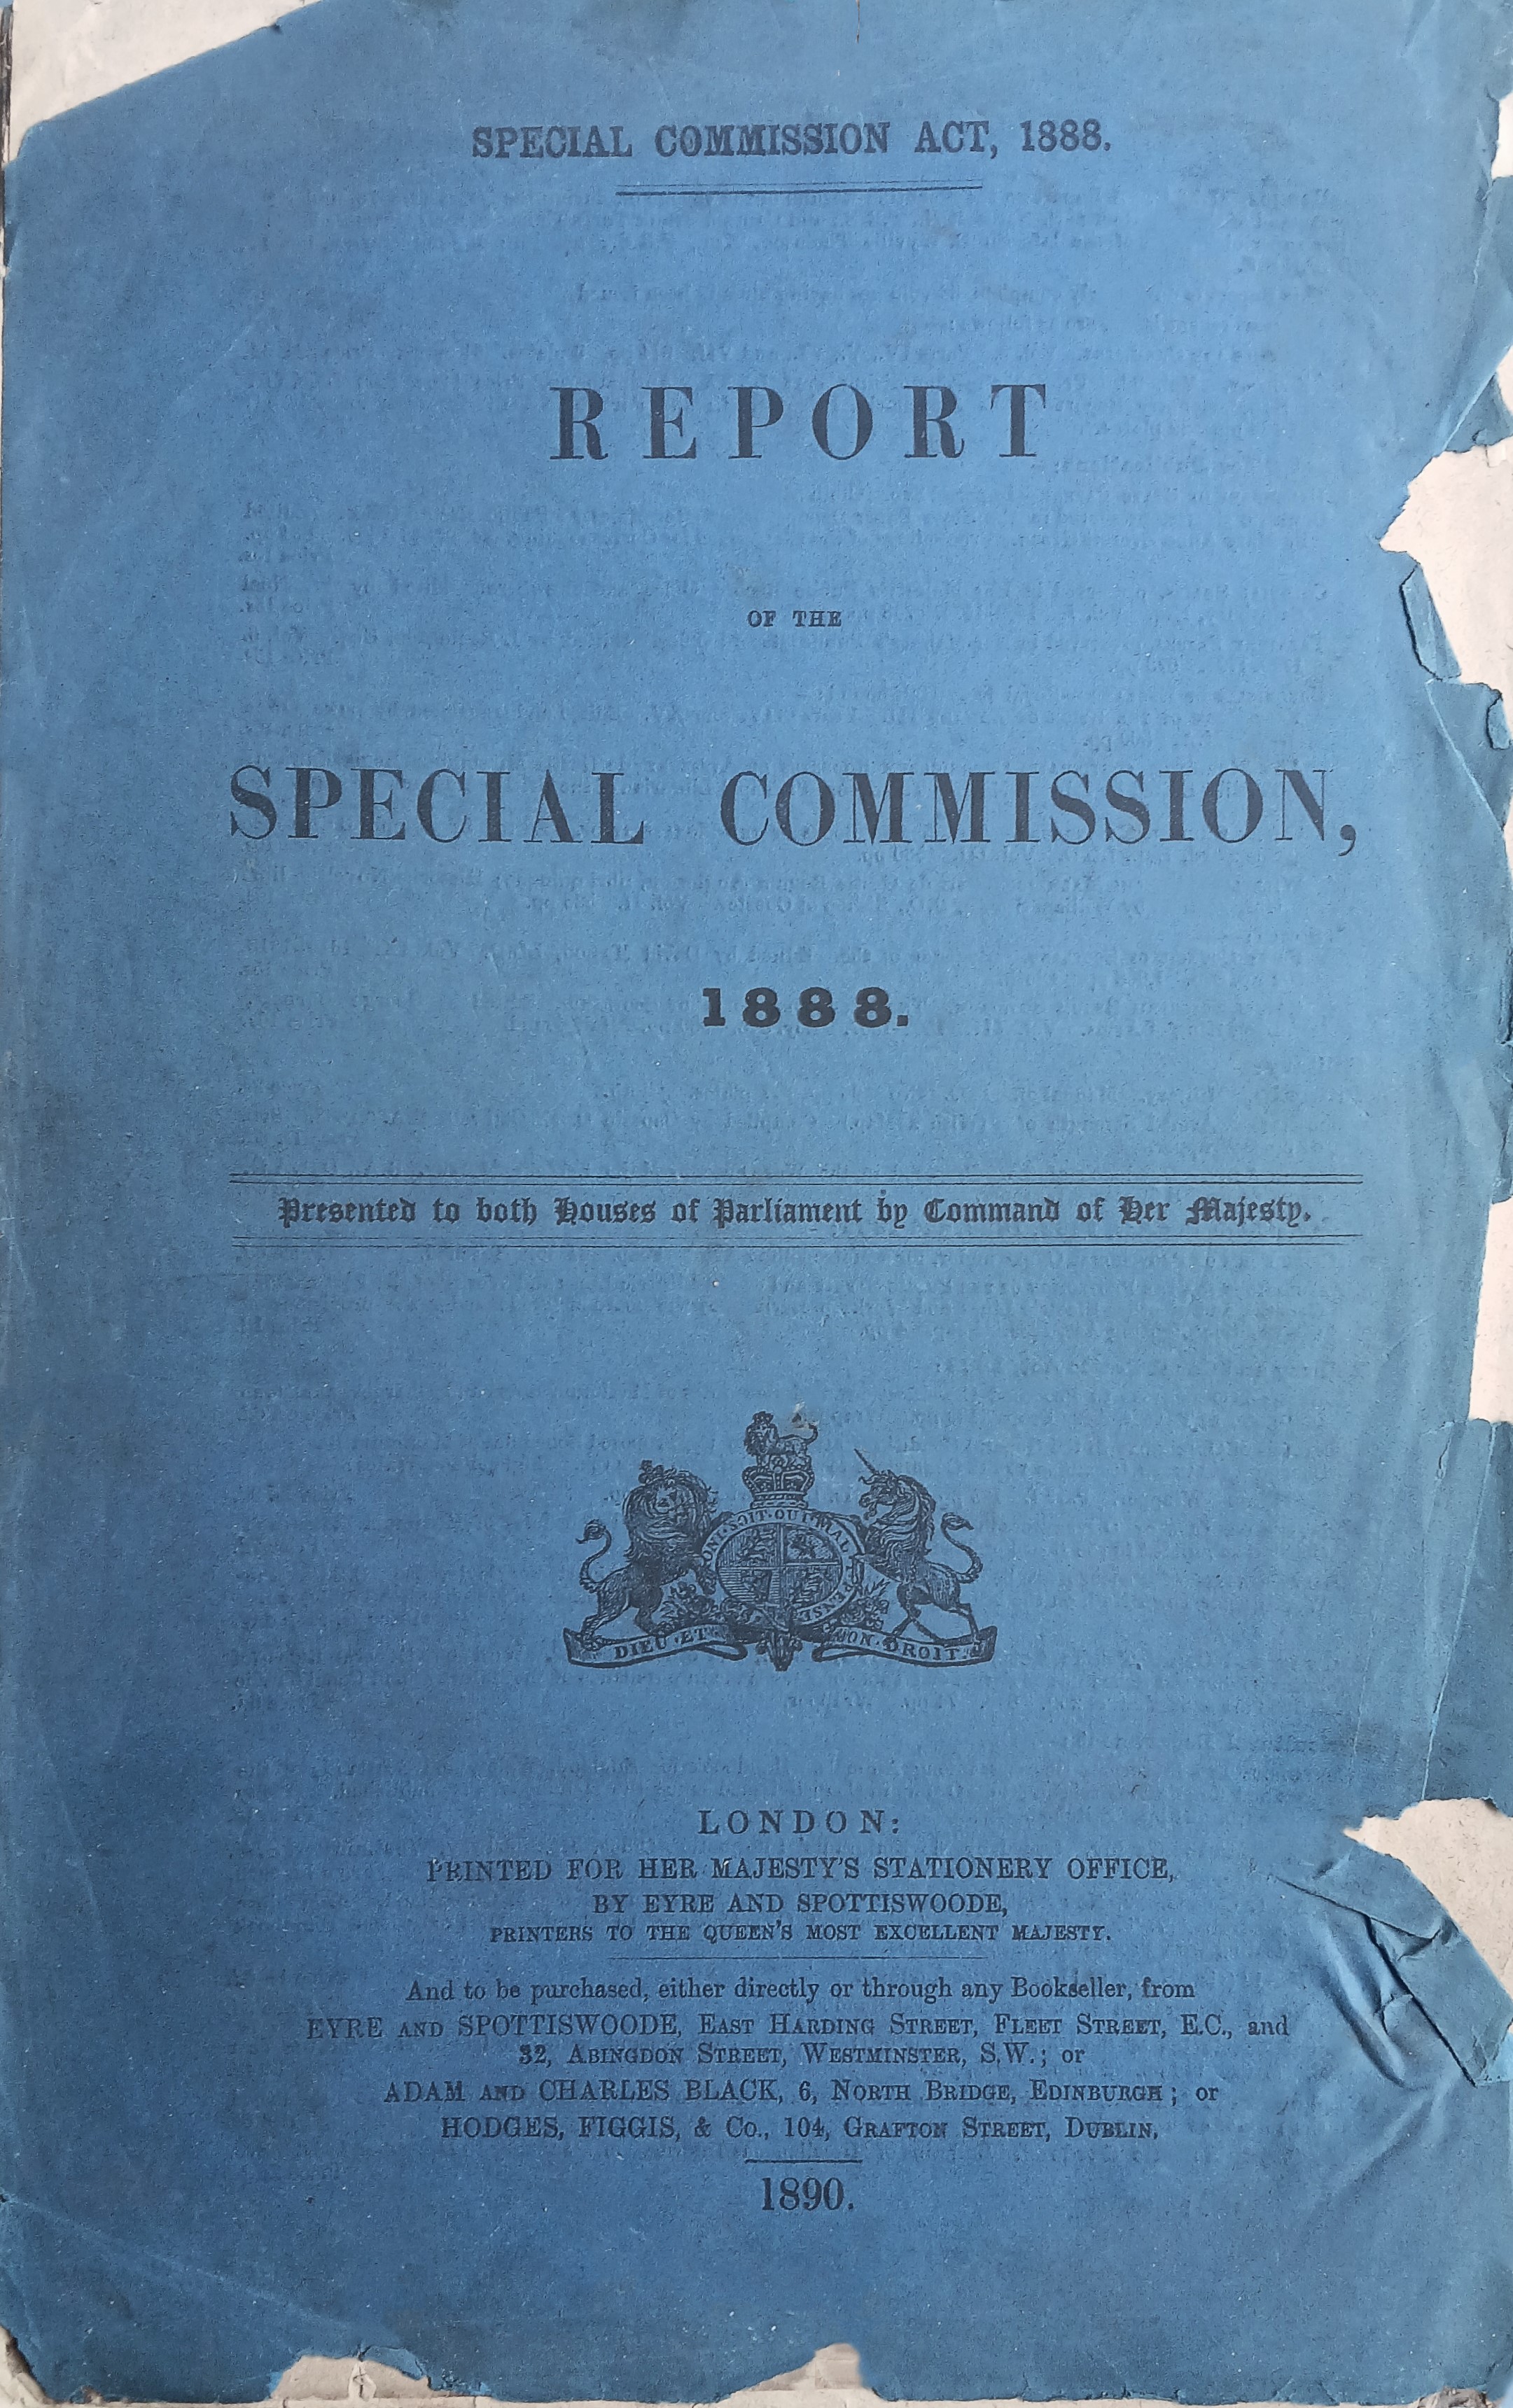 SPECIAL COMMISSION ACT, 1888.
REPORT
OF THE
SPECIAL COMMISSION,
1888.
Presented to both Houses of Parliament by Command of Her Majesty.
SOIT · QUI · MAL
PENSE
DIEU · ET
MON · DROIT
LONDON:
PRINTED FOR HER MAJESTY'S STATIONERY OFFICE,
BY EYRE AND SPOTTISWOODE,
PRINTERS TO THE QUEEN'S MOST EXCELLENT MAJESTY.
And to be purchased, either directly or through any Bookseller, from
EYRE AND SPOTTISWOODE, EAST HARDING STREET, FLEET STREET, E.C., and
32, ABINGDON STREET, WESTMINSTER, S.W.; or
ADAM AND CHARLES BLACK, 6, NORTH BRIDGE, EDINBURGH; or
HODGES, FIGGIS, & Co., 104, GRAFTON STREET, DUBLIN.
1890.